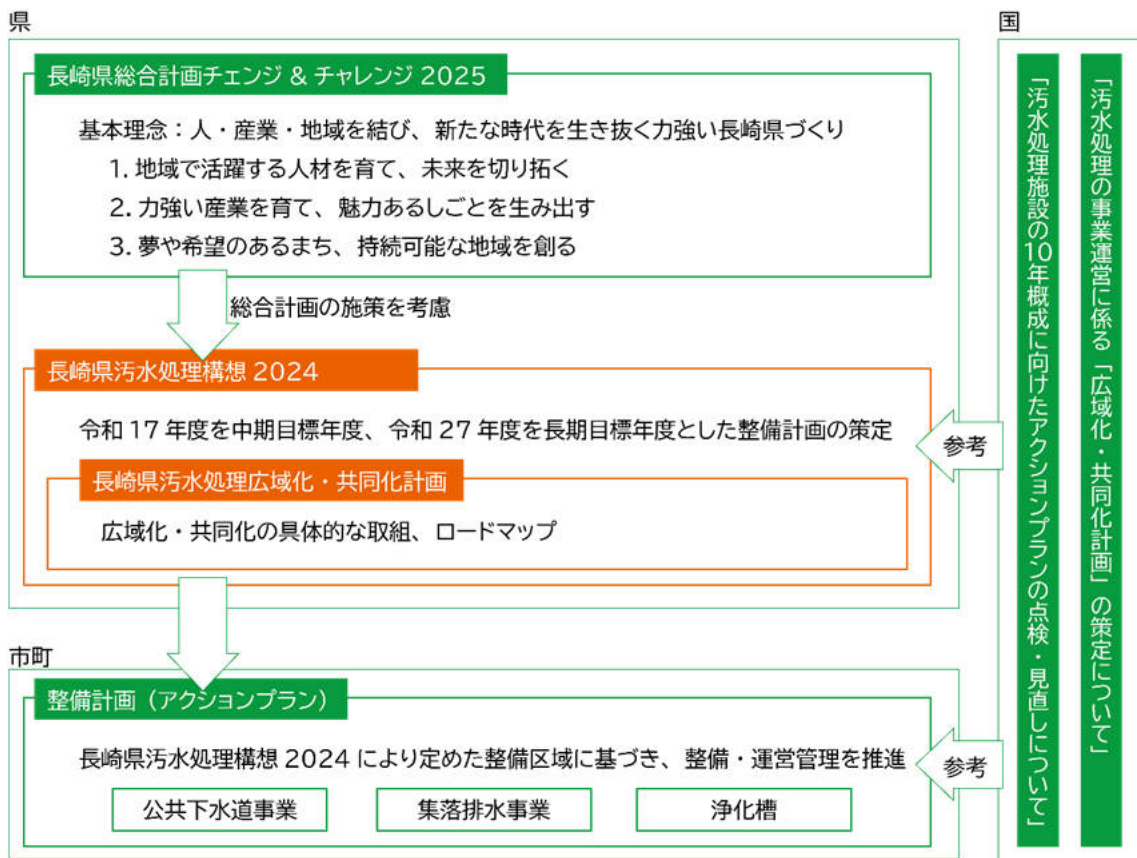 県
長崎県総合計画チェンジ & チャレンジ 2025
基本理念：人・産業・地域を結び、新たな時代を生き抜く力強い長崎県づくり
1. 地域で活躍する人材を育て、未来を切り拓く
2. 力強い産業を育て、魅力あるしごとを生み出す
3. 夢や希望のあるまち、持続可能な地域を創る
総合計画の施策を考慮
長崎県汚水処理構想 2024
令和 17 年度を中期目標年度、令和 27 年度を長期目標年度とした整備計画の策定
長崎県汚水処理広域化・共同化計画
広域化・共同化の具体的な取組、ロードマップ
市町
整備計画（アクションプラン）
長崎県汚水処理構想 2024 により定めた整備区域に基づき、整備・運営管理を推進
公共下水道事業
集落排水事業
浄化槽
国
「汚水処理の事業運営に係る「広域化・共同化計画」の策定について」
「汚水処理施設の10年概成に向けたアクションプランの点検・見直しについて」
参考
参考